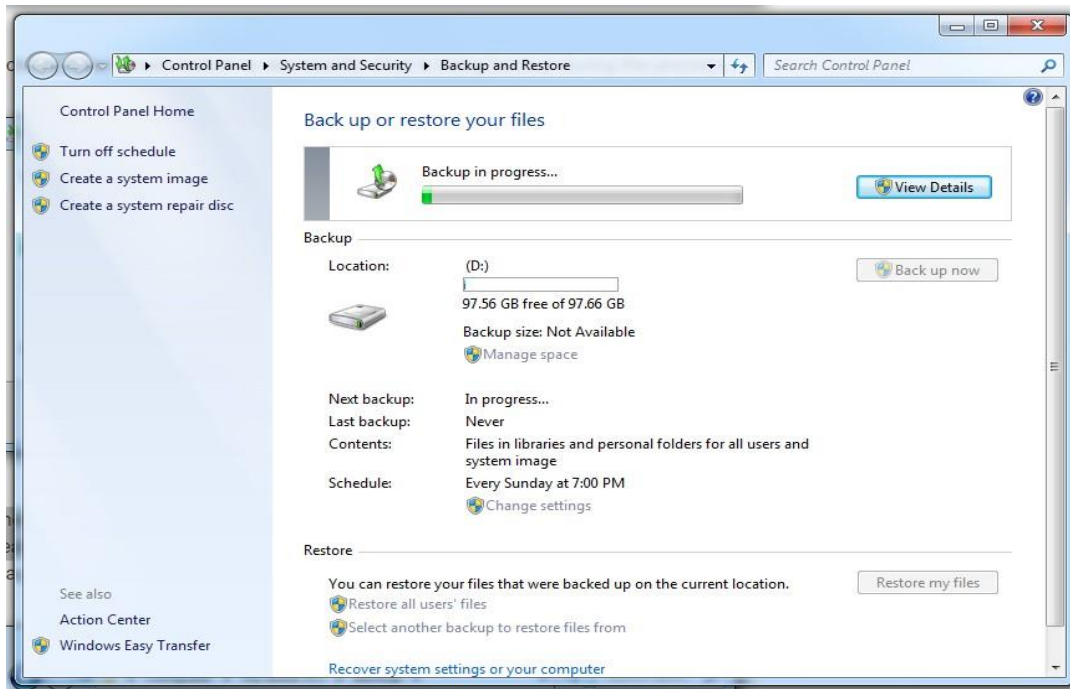 Control Panel ▸ System and Security ▸ Backup and Restore
Search Control Panel
Control Panel Home
Turn off schedule
Create a system image
Create a system repair disc
See also
Action Center
Windows Easy Transfer
Back up or restore your files
Backup in progress...
View Details
Backup
Location:
(D:)
Back up now
97.56 GB free of 97.66 GB
Backup size: Not Available
Manage space
Next backup: In progress...
Last backup: Never
Contents: Files in libraries and personal folders for all users and
system image
Schedule: Every Sunday at 7:00 PM
Change settings
Restore
You can restore your files that were backed up on the current location.
Restore my files
Restore all users' files
Select another backup to restore files from
Recover system settings or your computer